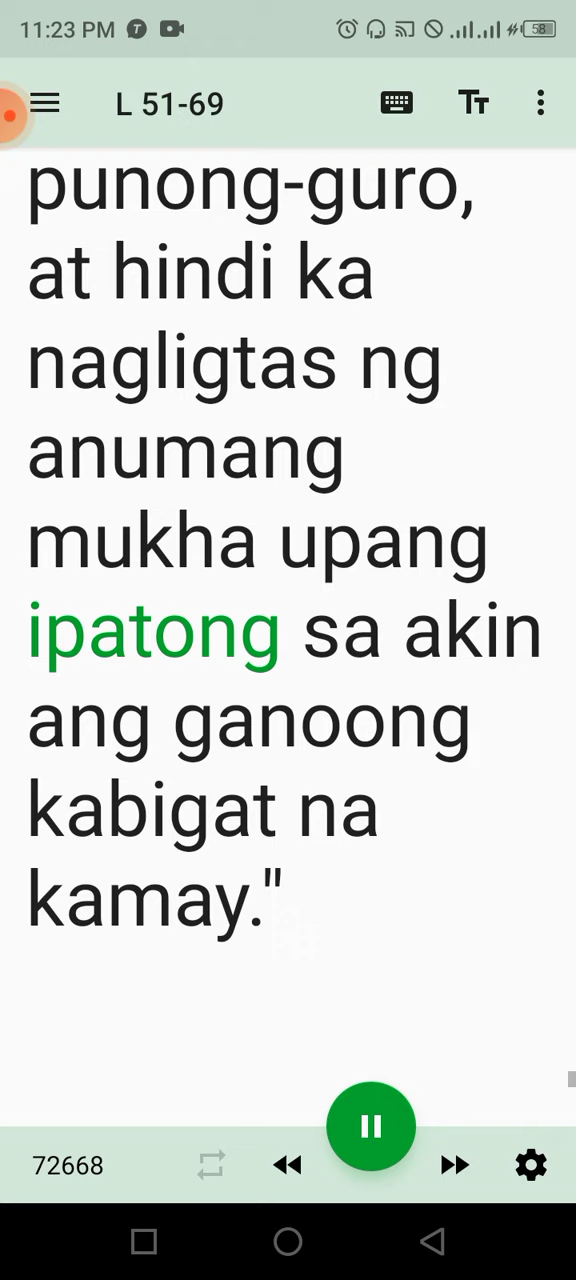 11:23 PM
58
L 51-69
punong-guro,
at hindi ka
nagligtas ng
anumang
mukha upang
ipatong sa akin
ang ganoong
kabigat na
kamay."
72668